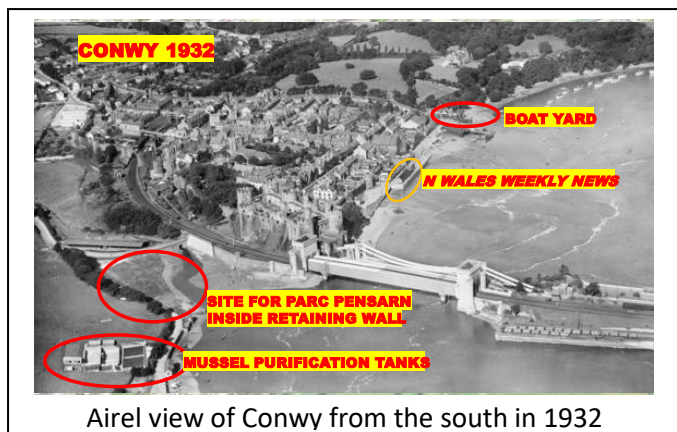 CONWY 1932
BOAT YARD
N WALES WEEKLY NEWS
SITE FOR PARC PENSARN
INSIDE RETAINING WALL
MUSSEL PURIFICATION TANKS
Airel view of Conwy from the south in 1932